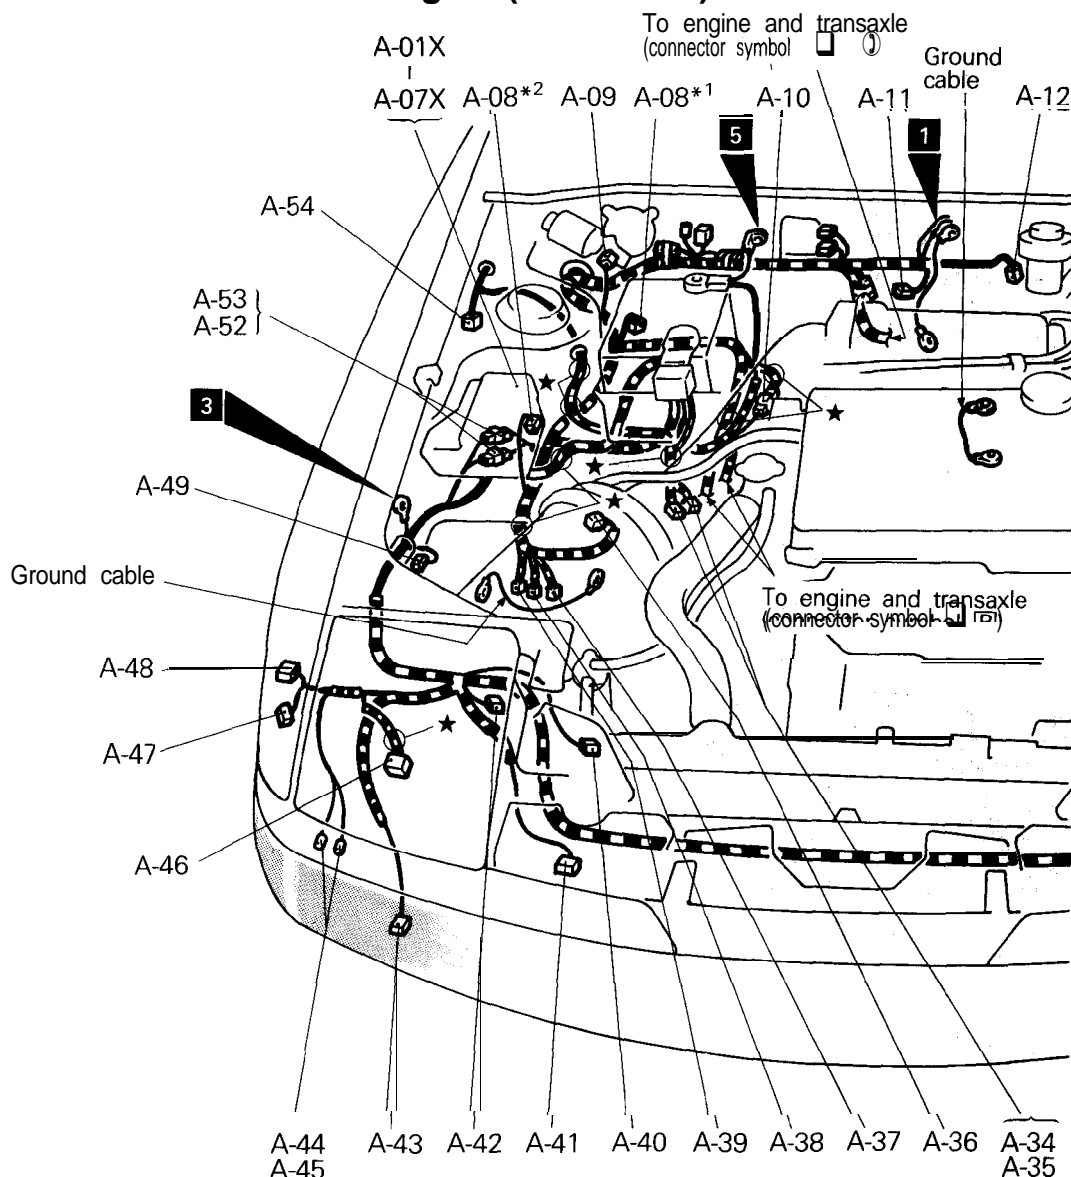 To engine and transaxle
(connector symbol
A-01X
A-07X
A-08*2
A-09
A-08*1
A-10
A-11
Ground
cable
A-12
5
1
A-54
A-53
A-52
3
★
★
★
★
A-49
Ground cable
To engine and transaxle
(connector symbol
A-48
A-47
★
A-46
A-44
A-45
A-43
A-42
A-41
A-40
A-39
A-38
A-37
A-36
A-34
A-35